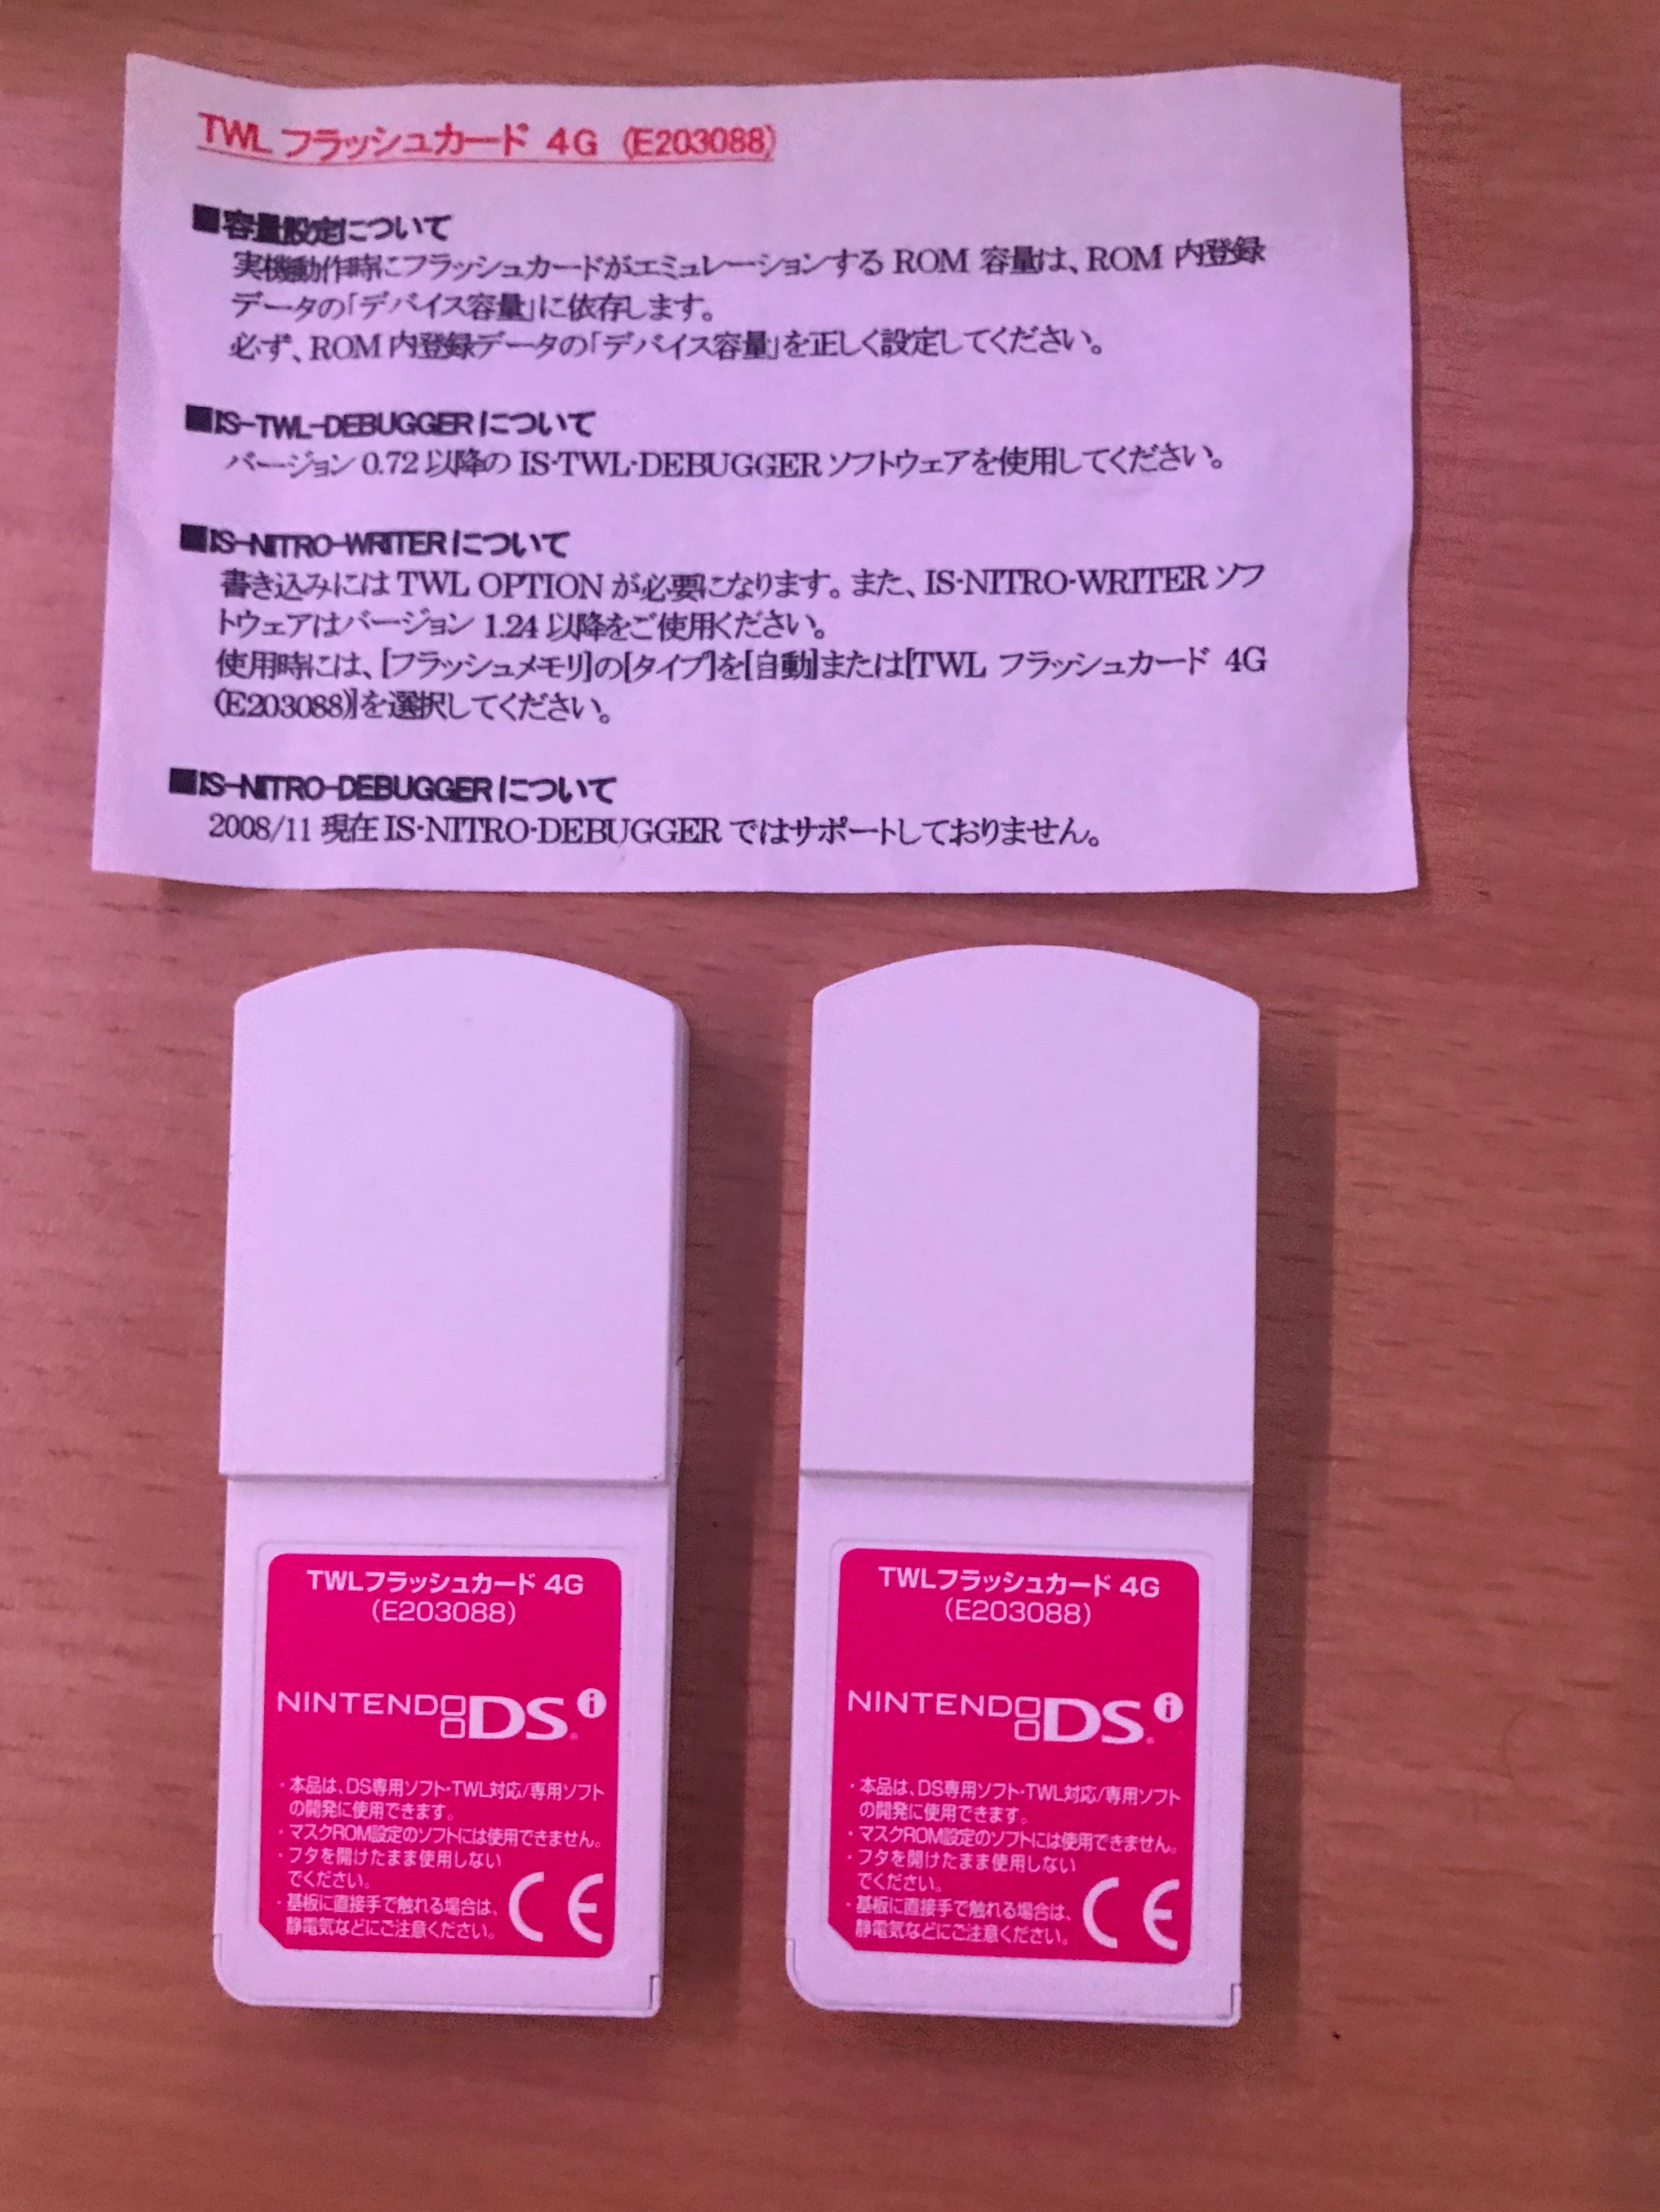 TWL フラッシュカード 4G (E203088)
■容量設定について
実機動作時にフラッシュカードがエミュレーションする ROM 容量は、ROM 内登録
データの「デバイス容量」に依存します。
必ず、ROM 内登録データの「デバイス容量」を正しく設定してください。
■IS-TWL-DEBUGGER について
バージョン 0.72 以降の IS-TWL-DEBUGGER ソフトウェアを使用してください。
■IS-NITRO-WRITER について
書き込みには TWL OPTION が必要になります。また、IS-NITRO-WRITER ソフ
トウェアはバージョン 1.24 以降をご使用ください。
使用時には、[フラッシュメモリ]の[タイプ]を[自動]または[TWL フラッシュカード 4G
(E203088)]を選択してください。
■IS-NITRO-DEBUGGER について
2008/11 現在 IS-NITRO-DEBUGGER ではサポートしておりません。
TWLフラッシュカード 4G
(E203088)
NINTENDO DSi
・本品は、DS専用ソフト・TWL対応/専用ソフト
の開発に使用できます。
・マスクROM設定のソフトには使用できません。
・フタを開けたまま使用しない
でください。
・基板に直接手で触れる場合は、
静電気などにご注意ください。
CE
TWLフラッシュカード 4G
(E203088)
NINTENDO DSi
・本品は、DS専用ソフト・TWL対応/専用ソフト
の開発に使用できます。
・マスクROM設定のソフトには使用できません。
・フタを開けたまま使用しない
でください。
・基板に直接手で触れる場合は、
静電気などにご注意ください。
CE